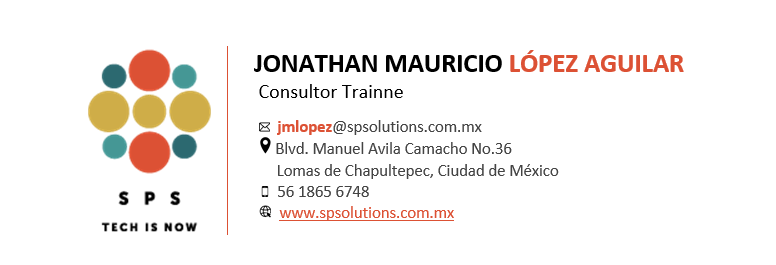 SPS
TECH IS NOW
JONATHAN MAURICIO LÓPEZ AGUILAR
Consultor Trainne
jmlopez@spsolutions.com.mx
Blvd. Manuel Avila Camacho No.36
Lomas de Chapultepec, Ciudad de México
56 1865 6748
www.spsolutions.com.mx